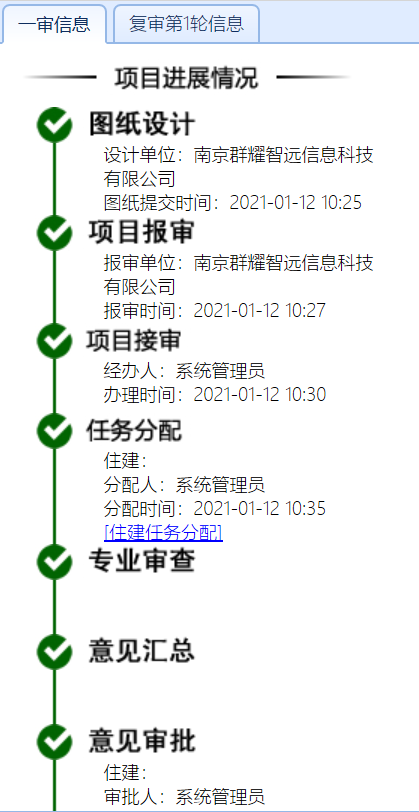 一审信息
复审第1轮信息
项目进展情况
图纸设计
设计单位：南京群耀智远信息科技
有限公司
图纸提交时间：2021-01-12 10:25
项目报审
报审单位：南京群耀智远信息科技
有限公司
报审时间：2021-01-12 10:27
项目接审
经办人：系统管理员
办理时间：2021-01-12 10:30
任务分配
住建：
分配人：系统管理员
分配时间：2021-01-12 10:35
[住建任务分配]
专业审查
意见汇总
意见审批
住建：
审批人：系统管理员